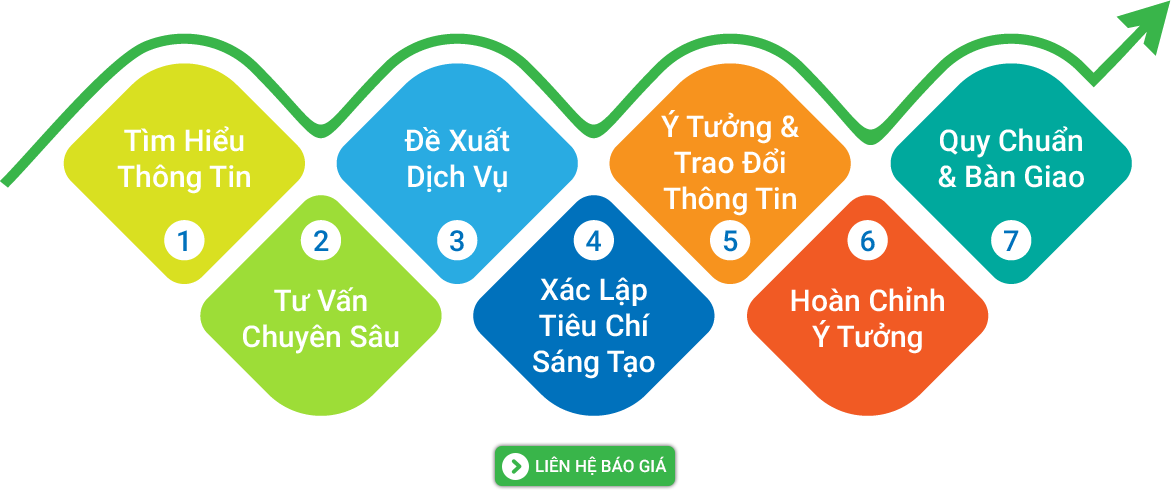 Tìm Hiểu
Thông Tin
1
2
Tư Vấn
Chuyên Sâu
Đề Xuất
Dịch Vụ
3
4
Xác Lập
Tiêu Chí
Sáng Tạo
Ý Tưởng &
Trao Đổi
Thông Tin
5
6
Hoàn Chỉnh
Ý Tưởng
Quy Chuẩn
& Bàn Giao
7
LIÊN HỆ BÁO GIÁ